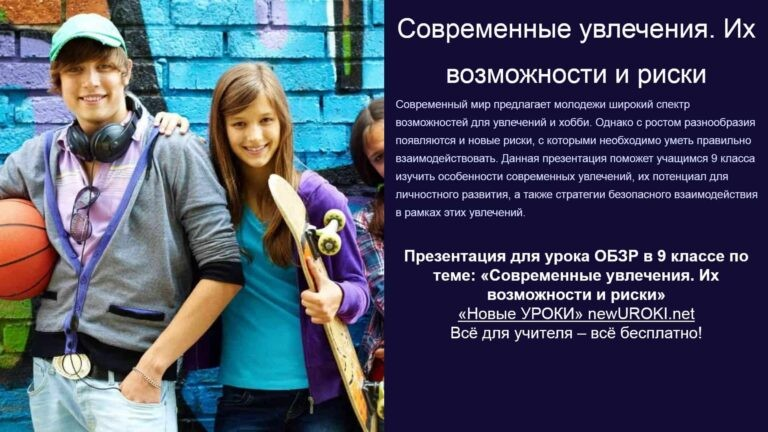 Современные увлечения. Их
возможности и риски
Современный мир предлагает молодежи широкий спектр
возможностей для увлечений и хобби. Однако с ростом разнообразия
появляются и новые риски, с которыми необходимо уметь правильно
взаимодействовать. Данная презентация поможет учащимся 9 класса
изучить особенности современных увлечений, их потенциал для
личностного развития, а также стратегии безопасного взаимодействия
в рамках этих увлечений.
Презентация для урока ОБЗР в 9 классе по
теме: «Современные увлечения. Их
возможности и риски»
«Новые УРОКИ» newUROKI.net
Всё для учителя – всё бесплатно!